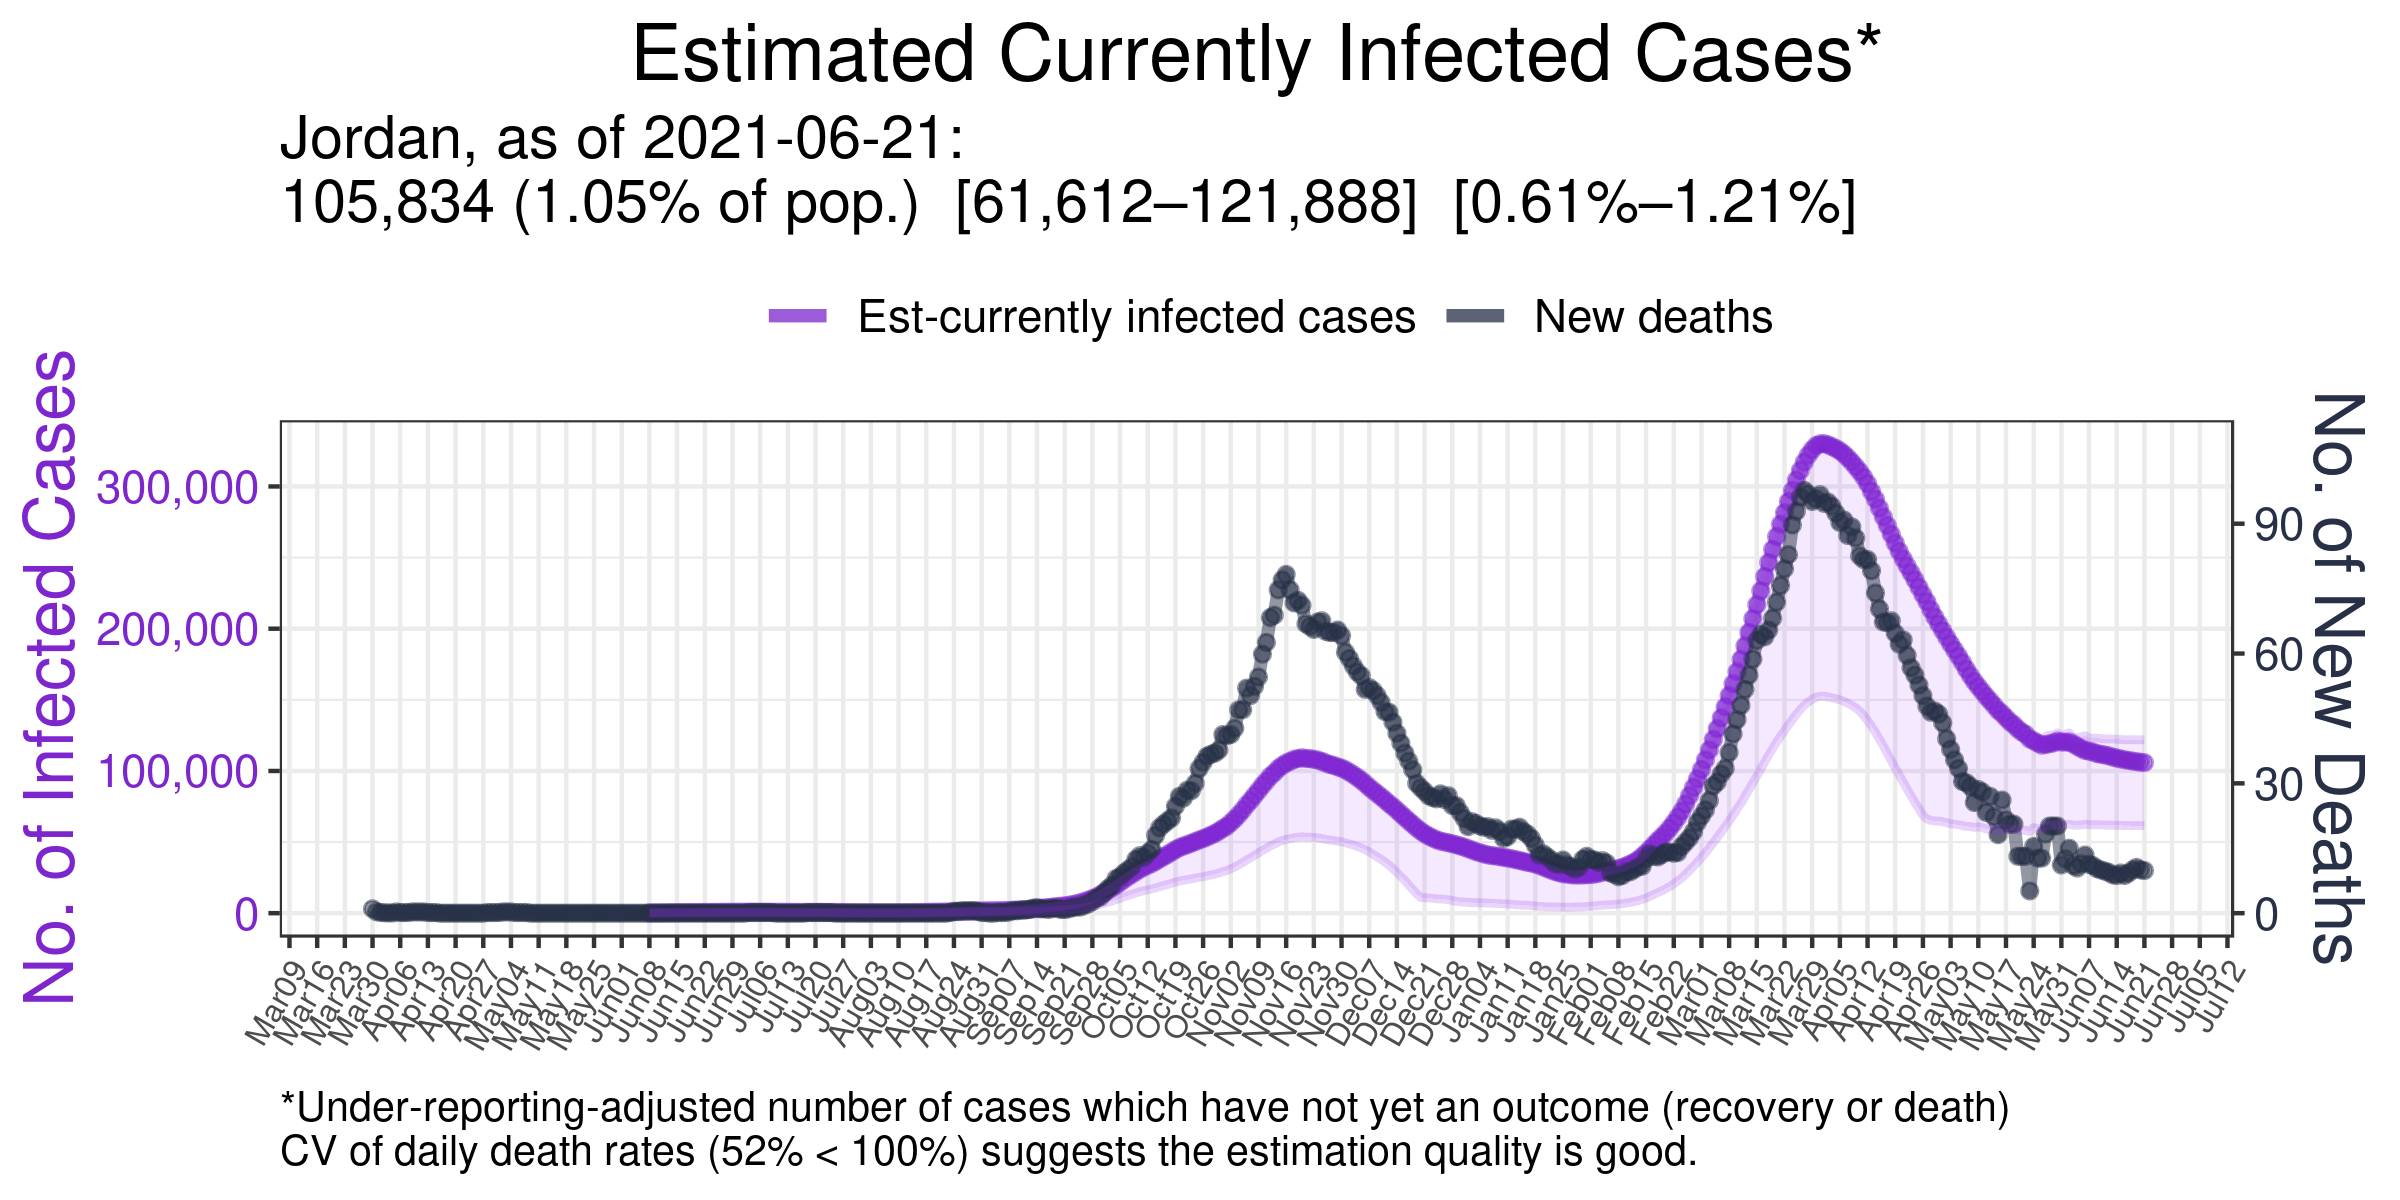 Estimated Currently Infected Cases*
Jordan, as of 2021-06-21:
105,834 (1.05% of pop.) [61,612–121,888] [0.61%–1.21%]
Est-currently infected cases New deaths
No. of Infected Cases
300,000
200,000
100,000
0
No. of New Deaths
90
60
30
0
Mar09 Mar16 Mar23 Mar30 Apr06 Apr13 Apr20 Apr27 May04 May11 May18 May25 Jun01 Jun08 Jun15 Jun22 Jun29 Jul06 Jul13 Jul20 Jul27 Aug03 Aug10 Aug17 Aug24 Aug31 Sep07 Sep14 Sep21 Sep28 Oct05 Oct12 Oct19 Oct26 Nov02 Nov09 Nov16 Nov23 Nov30 Dec07 Dec14 Dec21 Dec28 Jan04 Jan11 Jan18 Jan25 Feb01 Feb08 Feb15 Feb22 Mar01 Mar08 Mar15 Mar22 Mar29 Apr05 Apr12 Apr19 Apr26 May03 May10 May17 May24 May31 Jun07 Jun14 Jun21 Jun28 Jul05 Jul12
*Under-reporting-adjusted number of cases which have not yet an outcome (recovery or death)
CV of daily death rates (52% < 100%) suggests the estimation quality is good.